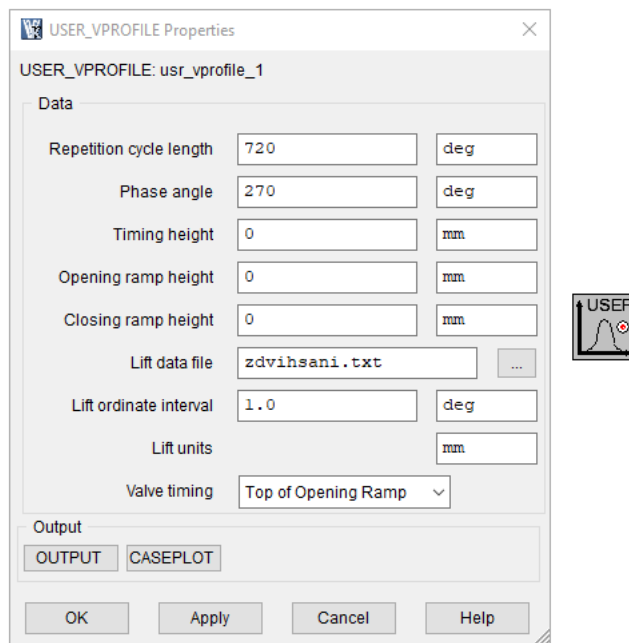 USER_VPROFILE Properties
USER_VPROFILE: usr_vprofile_1
Data
Repetition cycle length 720 deg
Phase angle 270 deg
Timing height 0 mm
Opening ramp height 0 mm
Closing ramp height 0 mm
Lift data file zdvihsani.txt ...
Lift ordinate interval 1.0 deg
Lift units mm
Valve timing Top of Opening Ramp
Output
OUTPUT CASEPLOT
OK Apply Cancel Help
USER